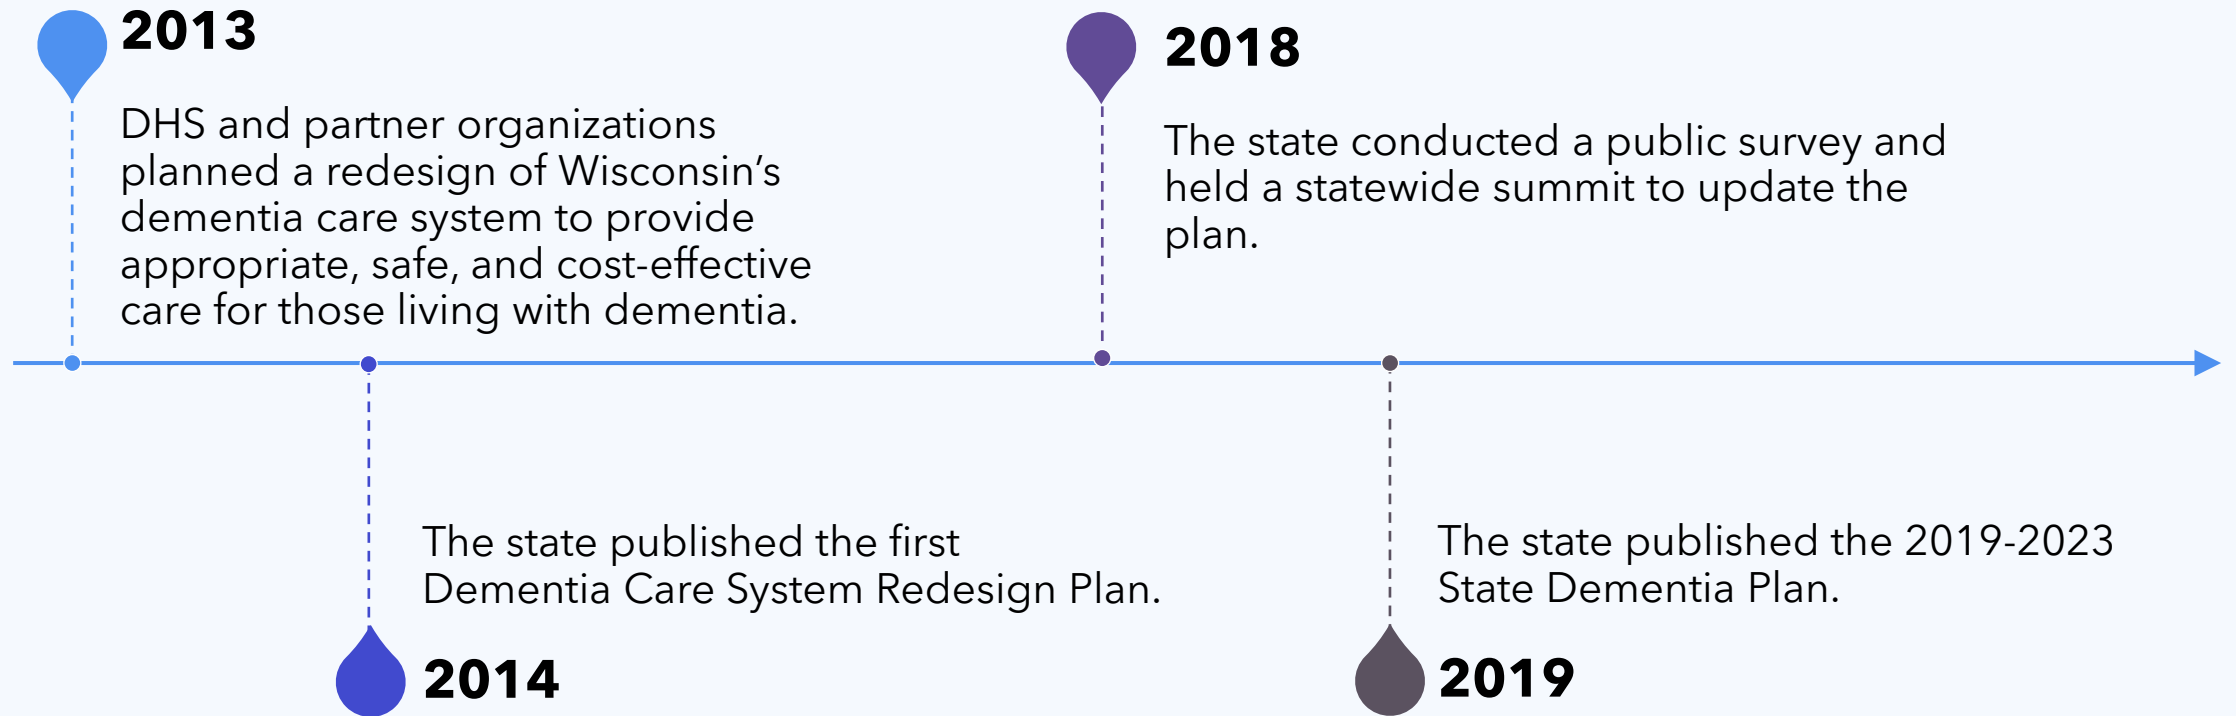 2013
DHS and partner organizations
planned a redesign of Wisconsin’s
dementia care system to provide
appropriate, safe, and cost-effective
care for those living with dementia.
The state published the first
Dementia Care System Redesign Plan.
2014
2018
The state conducted a public survey and
held a statewide summit to update the
plan.
The state published the 2019-2023
State Dementia Plan.
2019